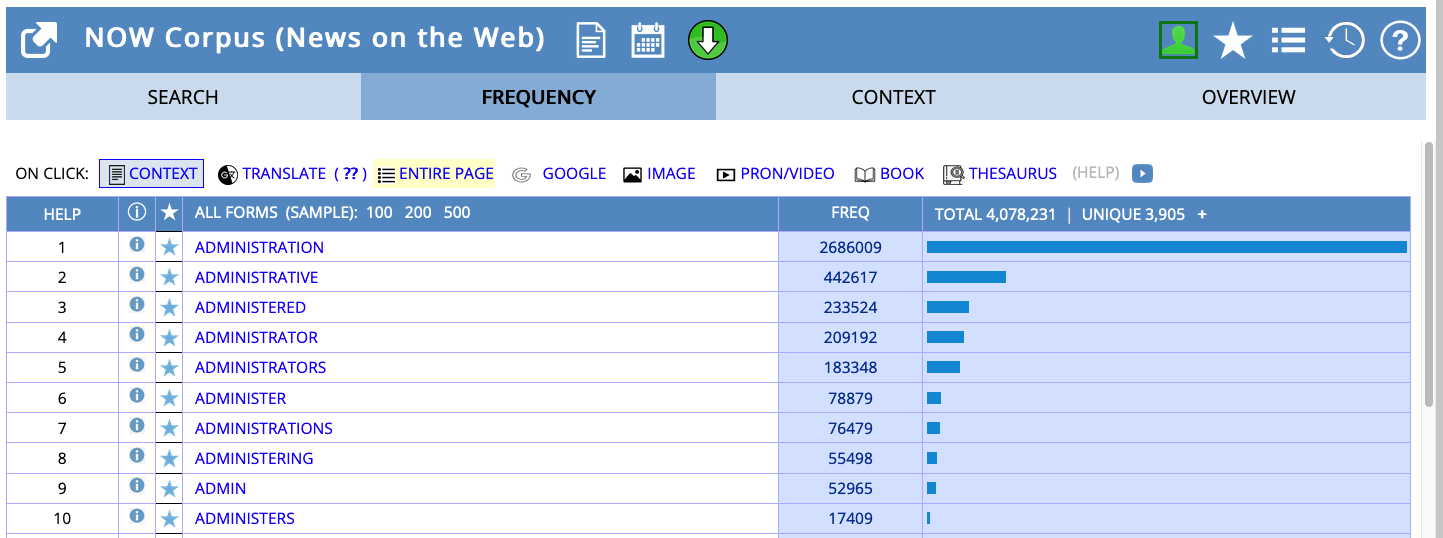 NOW Corpus (News on the Web) ?
SEARCH FREQUENCY CONTEXT OVERVIEW
ON CLICK: CONTEXT TRANSLATE ( ?? ) ENTIRE PAGE G GOOGLE IMAGE PRON/VIDEO BOOK THESAURUS (HELP)
HELP i ALL FORMS (SAMPLE): 100 200 500 FREQ TOTAL 4,078,231 | UNIQUE 3,905 +
1 i ADMINISTRATION 2686009
2 i ADMINISTRATIVE 442617
3 i ADMINISTERED 233524
4 i ADMINISTRATOR 209192
5 i ADMINISTRATORS 183348
6 i ADMINISTER 78879
7 i ADMINISTRATIONS 76479
8 i ADMINISTERING 55498
9 i ADMIN 52965
10 i ADMINISTERS 17409